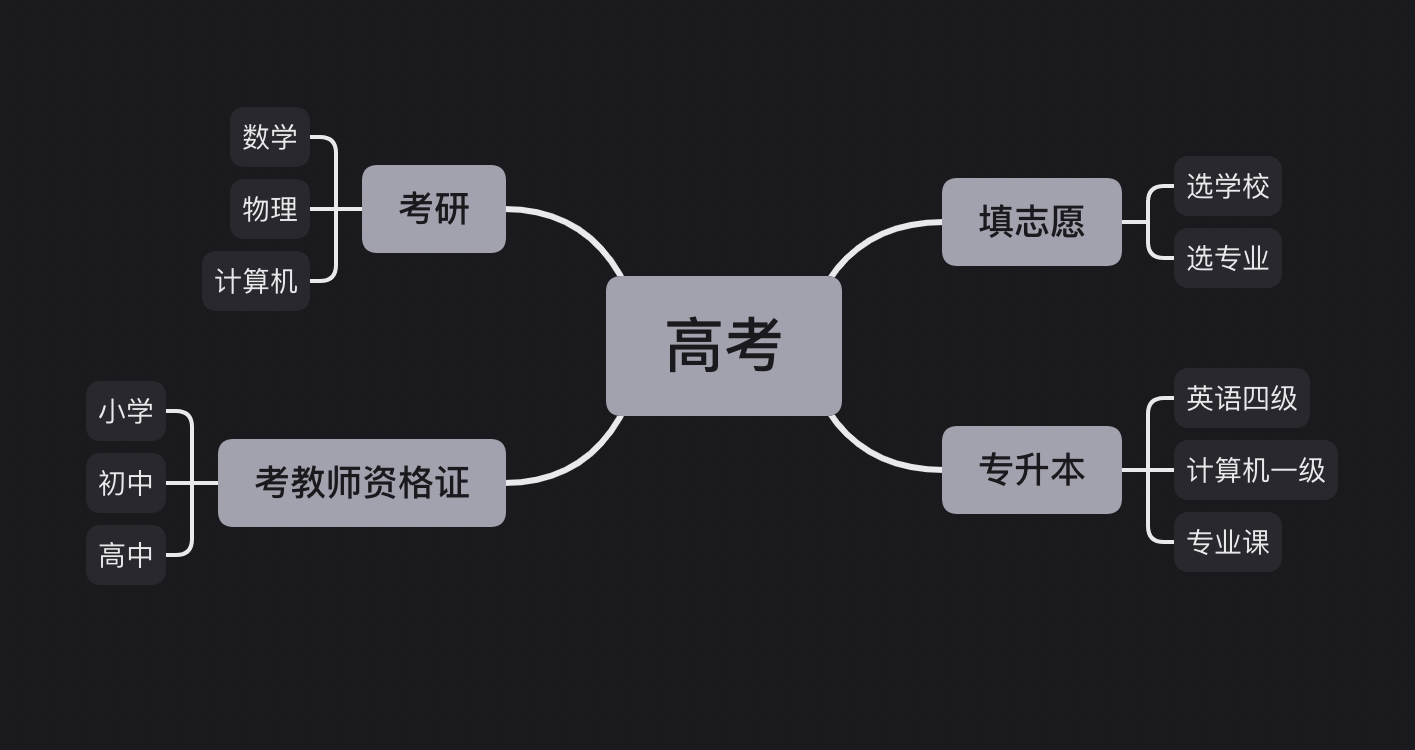 高考
填志愿
选学校
选专业
专升本
英语四级
计算机一级
专业课
考研
数学
物理
计算机
考教师资格证
小学
初中
高中